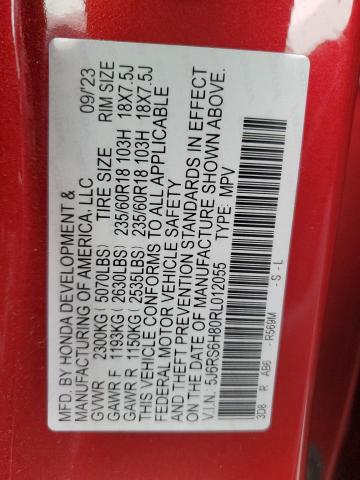 MFD. BY HONDA DEVELOPMENT & 09/'23
MANUFACTURING OF AMERICA, LLC
TIRE SIZE RIM SIZE
GVWR 2300KG (5070LBS)
GAWR F 1193KG (2630LBS) 235/60R18 103H 18X7.5J
GAWR R 1150KG (2535LBS) 235/60R18 103H 18X7.5J
THIS VEHICLE CONFORMS TO ALL APPLICABLE
FEDERAL MOTOR VEHICLE SAFETY
AND THEFT PREVENTION STANDARDS IN EFFECT
ON THE DATE OF MANUFACTURE SHOWN ABOVE.
V.I.N.: 5J6RS6H80RL012055 TYPE: MPV
3D8 R AB6 - R569M - S - L